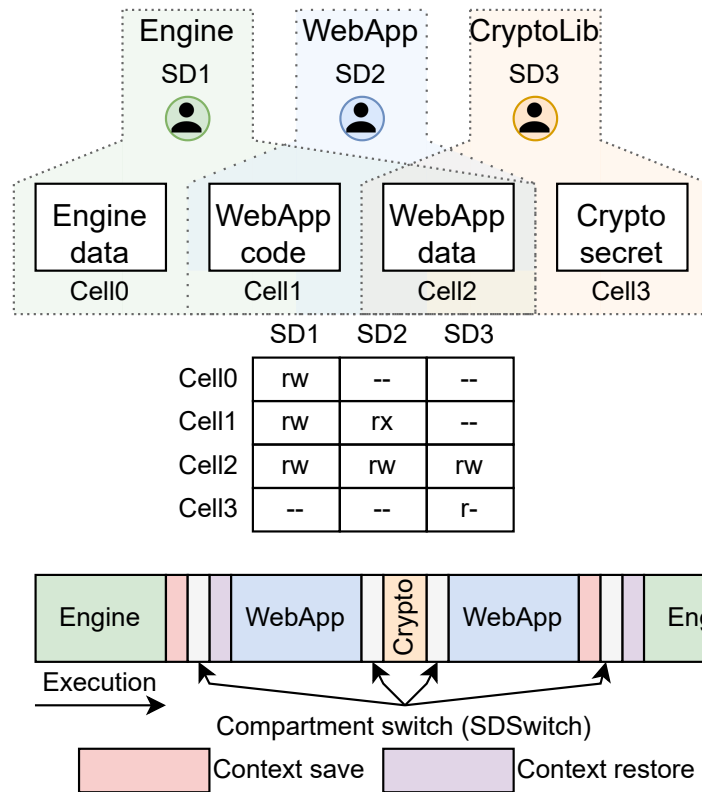 Engine WebApp CryptoLib
SD1 SD2 SD3
Engine data
WebApp code
WebApp data
Crypto secret
Cell0 Cell1 Cell2 Cell3
SD1 SD2 SD3
Cell0 rw -- --
Cell1 rw rx --
Cell2 rw rw rw
Cell3 -- -- r-
Engine WebApp Crypto WebApp Eng
Execution
Compartment switch (SDSwitch)
Context save Context restore